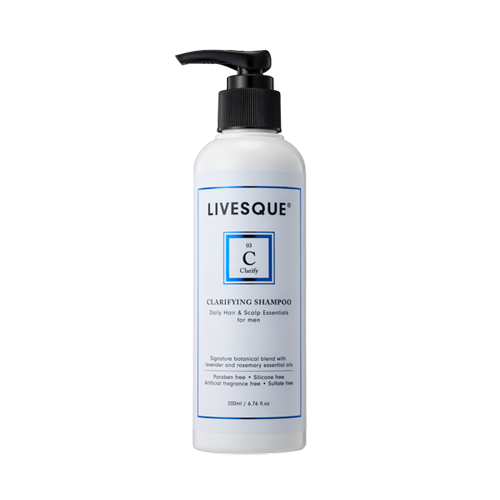 LIVESQUE®
03
C
Clarify
CLARIFYING SHAMPOO
Daily Hair & Scalp Essentials
for men
Signature botanical blend with
lavender and rosemary essential oils
Paraben free • Silicone free
Artificial fragrance free • Sulfate free
200ml / 6.76 fl.oz